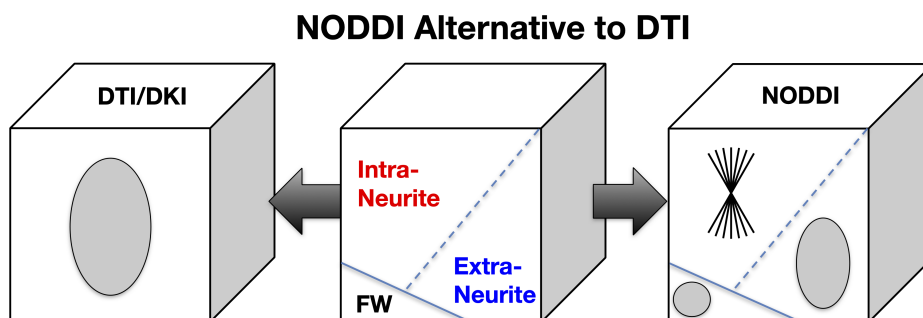 NODDI Alternative to DTI
DTI/DKI
Intra-
Neurite
Extra-
Neurite
FW
NODDI